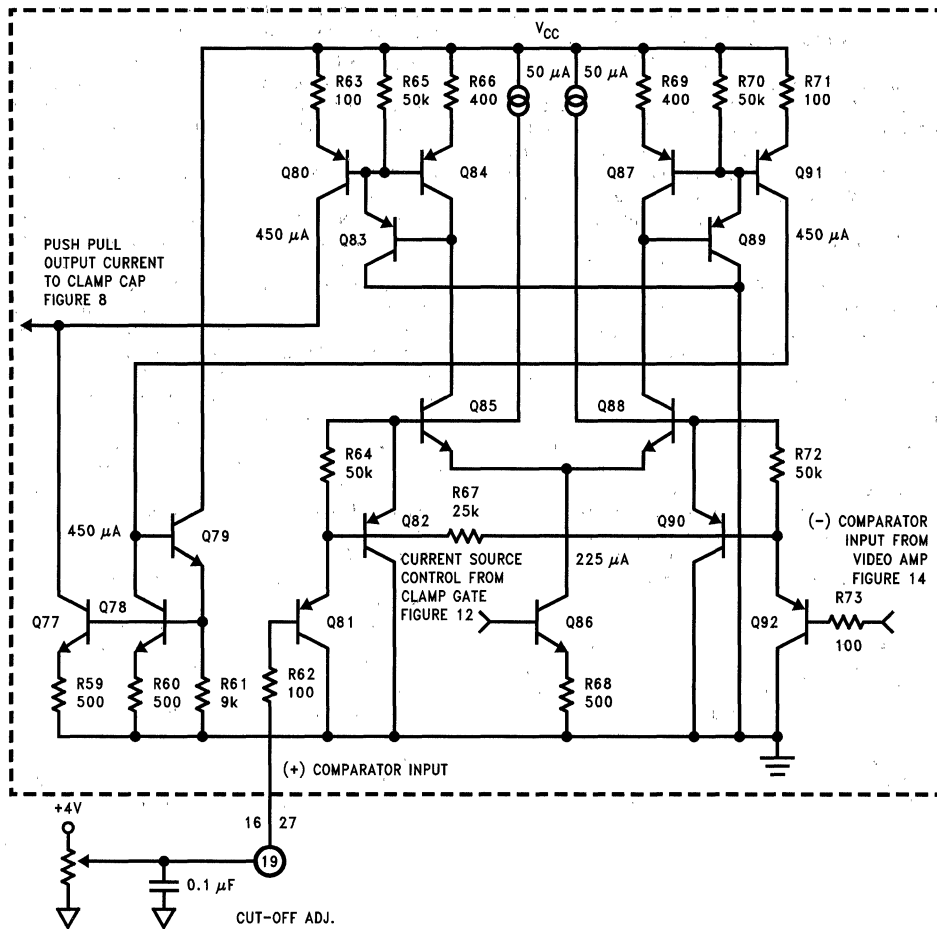 VCC
50 μA
50 μA
R63
100
R65
50k
R66
400
R69
400
R70
50k
R71
100
Q80
Q84
Q87
Q91
Q83
Q89
450 μA
450 μA
PUSH PULL
OUTPUT CURRENT
TO CLAMP CAP
FIGURE 8
Q85
Q88
R64
50k
R72
50k
R67
25k
450 μA
Q79
Q82
Q90
(-) COMPARATOR
INPUT FROM
VIDEO AMP
FIGURE 14
CURRENT SOURCE
CONTROL FROM
CLAMP GATE
FIGURE 12
225 μA
Q77
Q78
Q81
Q86
Q92
R73
100
R59
500
R60
500
R61
9k
R62
100
R68
500
(+) COMPARATOR INPUT
+4V
16 27
19
0.1 μF
CUT-OFF ADJ.